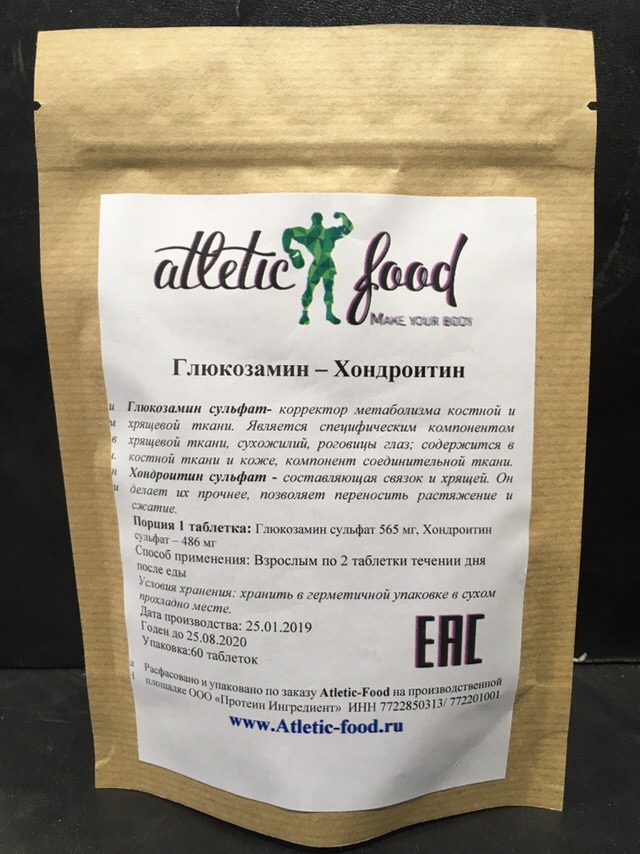 atletic food
MAKE YOUR BODY
Глюкозамин – Хондроитин
Глюкозамин сульфат- корректор метаболизма костной и
хрящевой ткани. Является специфическим компонентом
хрящевой ткани, сухожилий, роговицы глаз; содержится в
костной ткани и коже, компонент соединительной ткани.
Хондроитин сульфат - составляющая связок и хрящей. Он
делает их прочнее, позволяет переносить растяжение и
сжатие.
Порция 1 таблетка: Глюкозамин сульфат 565 мг, Хондроитин
сульфат – 486 мг
Способ применения: Взрослым по 2 таблетки течении дня
после еды
Условия хранения: хранить в герметичной упаковке в сухом
прохладно месте.
Дата производства: 25.01.2019
Годен до 25.08.2020
Упаковка:60 таблеток
EAC
Расфасовано и упаковано по заказу Atletic-Food на производственной
площадке ООО «Протеин Ингредиент» ИНН 7722850313/ 772201001
www.Atletic-food.ru